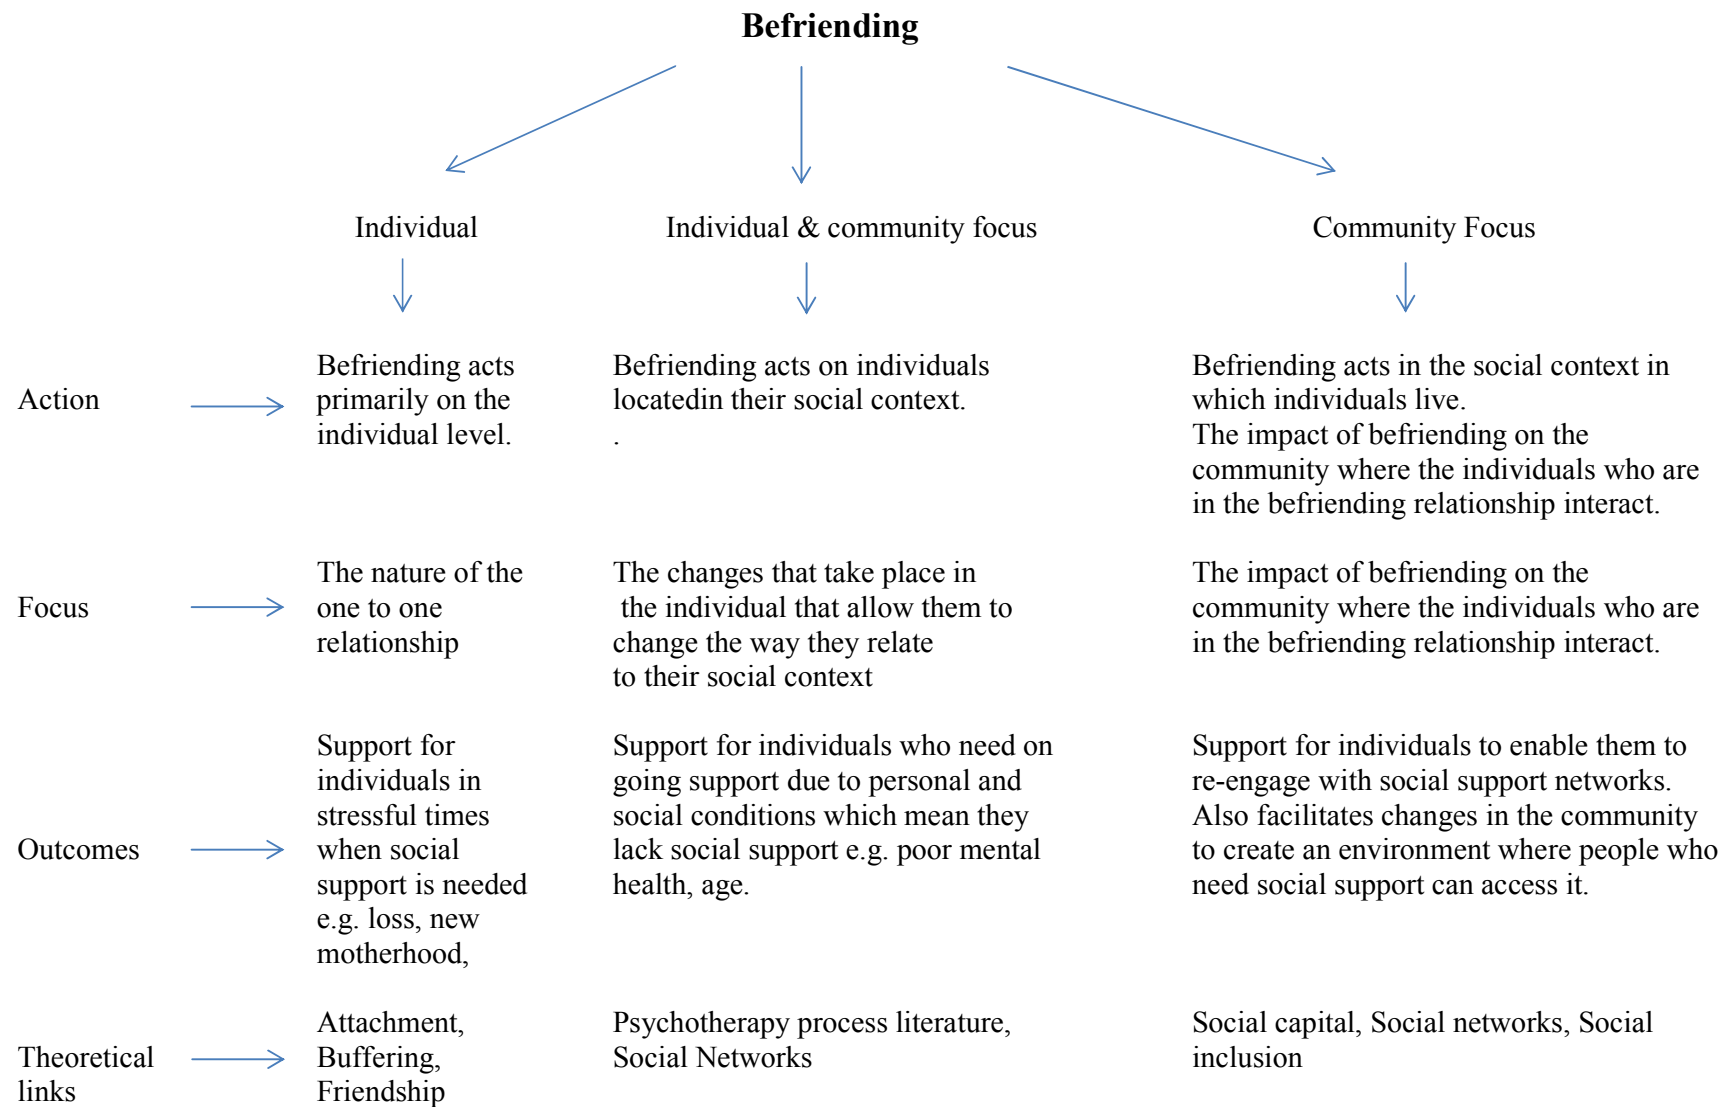 Befriending
Individual
Individual & community focus
Community Focus
Action
Befriending acts
primarily on the
individual level.
Befriending acts on individuals
locatedin their social context.
.
Befriending acts in the social context in
which individuals live.
The impact of befriending on the
community where the individuals who are
in the befriending relationship interact.
Focus
The nature of the
one to one
relationship
The changes that take place in
the individual that allow them to
change the way they relate
to their social context
The impact of befriending on the
community where the individuals who are
in the befriending relationship interact.
Outcomes
Support for
individuals in
stressful times
when social
support is needed
e.g. loss, new
motherhood,
Support for individuals who need on
going support due to personal and
social conditions which mean they
lack social support e.g. poor mental
health, age.
Support for individuals to enable them to
re-engage with social support networks.
Also facilitates changes in the community
to create an environment where people who
need social support can access it.
Theoretical
links
Attachment,
Buffering,
Friendship
Psychotherapy process literature,
Social Networks
Social capital, Social networks, Social
inclusion